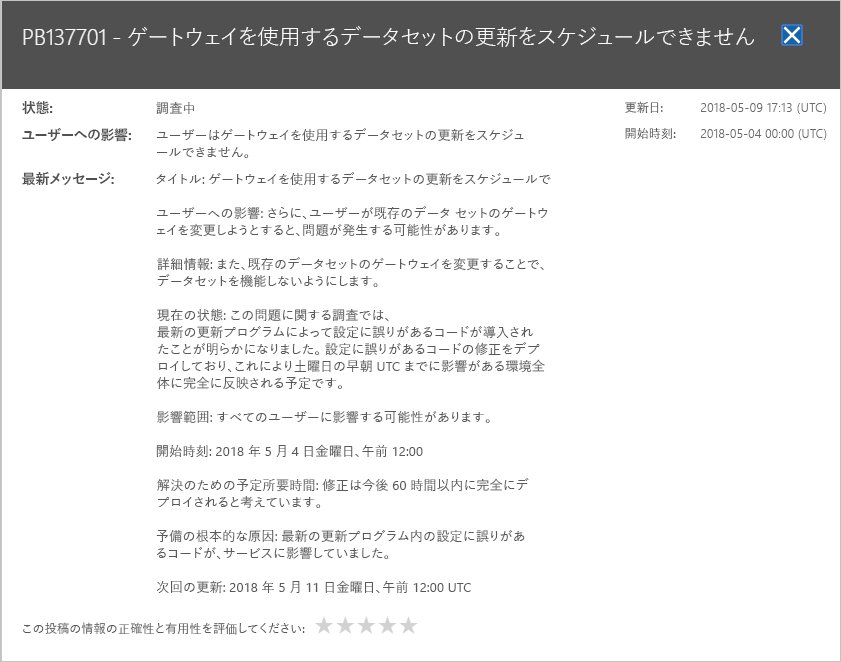 PB137701 - ゲートウェイを使用するデータセットの更新をスケジュールできません
状態: 調査中
更新日: 2018-05-09 17:13 (UTC)
ユーザーへの影響: ユーザーはゲートウェイを使用するデータセットの更新をスケジュ
ールできません。
開始時刻: 2018-05-04 00:00 (UTC)
最新メッセージ: タイトル: ゲートウェイを使用するデータセットの更新をスケジュールで
ユーザーへの影響: さらに、ユーザーが既存のデータ セットのゲートウ
ェイを変更しようとすると、問題が発生する可能性があります。
詳細情報: また、既存のデータセットのゲートウェイを変更することで、
データセットを機能しないようにします。
現在の状態: この問題に関する調査では、
最新の更新プログラムによって設定に誤りがあるコードが導入され
たことが明らかになりました。設定に誤りがあるコードの修正をデプ
ロイしており、これにより土曜日の早朝 UTC までに影響がある環境全
体に完全に反映される予定です。
影響範囲: すべてのユーザーに影響する可能性があります。
開始時刻: 2018 年 5 月 4 日金曜日、午前 12:00
解決のための予定所要時間: 修正は今後 60 時間以内に完全にデ
プロイされると考えています。
予備の根本的な原因: 最新の更新プログラム内の設定に誤りがあ
るコードが、サービスに影響していました。
次回の更新: 2018 年 5 月 11 日金曜日、午前 12:00 UTC
この投稿の情報の正確性と有用性を評価してください: